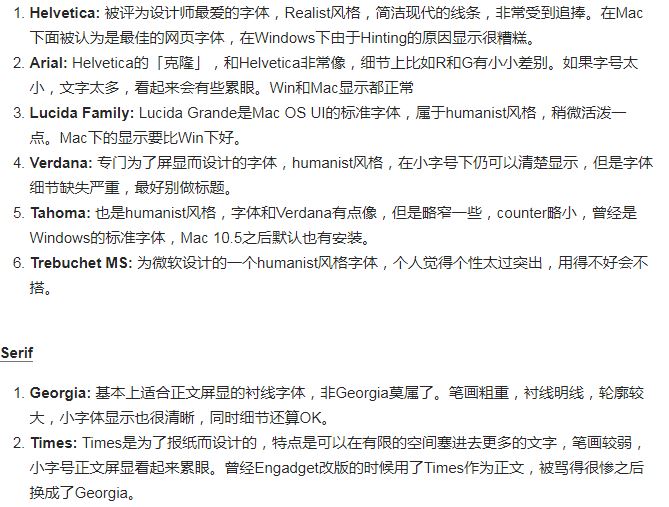 1. Helvetica: 被评为设计师最爱的字体，Realist风格，简洁现代的线条，非常受到追捧。在Mac
下面被认为是最佳的网页字体，在Windows下由于Hinting的原因显示很糟糕。
2. Arial: Helvetica的「克隆」，和Helvetica非常像，细节上比如R和G有小小差别。如果字号太
小，文字太多，看起来会有些累眼。Win和Mac显示都正常
3. Lucida Family: Lucida Grande是Mac OS UI的标准字体，属于humanist风格，稍微活泼一
点。Mac下的显示要比Win下好。
4. Verdana: 专门为了屏显而设计的字体，humanist风格，在小字号下仍可以清楚显示，但是字体
细节缺失严重，最好别做标题。
5. Tahoma: 也是humanist风格，字体和Verdana有点像，但是略窄一些，counter略小，曾经是
Windows的标准字体，Mac 10.5之后默认也有安装。
6. Trebuchet MS: 为微软设计的一个humanist风格字体，个人觉得个性太过突出，用得不好会不
搭。
Serif
1. Georgia: 基本上适合正文屏显的衬线字体，非Georgia莫属了。笔画粗重，衬线明线，轮廓较
大，小字体显示也很清晰，同时细节还算OK。
2. Times: Times是为了报纸而设计的，特点是可以在有限的空间塞进去更多的文字，笔画较弱，
小字号正文屏显看起来累眼。曾经Engadget改版的时候用了Times作为正文，被骂得很惨之后
换成了Georgia。